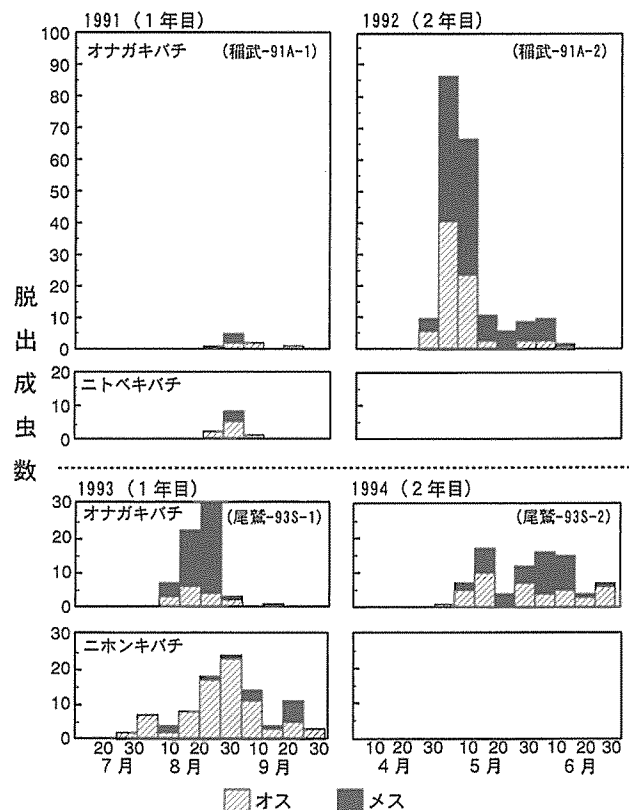 1991 (1年目)
1992 (2年目)
オナガキバチ
(稲武-91A-1)
(稲武-91A-2)
100
90
80
70
60
50
40
30
20
10
0
脱出成虫数
ニトベキバチ
20
10
0
1993 (1年目)
1994 (2年目)
オナガキバチ
(尾鷲-93S-1)
(尾鷲-93S-2)
30
20
10
0
ニホンキバチ
30
20
10
0
20 30 10 20 30 10 20 30
7月 8月 9月
10 20 30 10 20 30 10 20 30
4月 5月 6月
オス メス